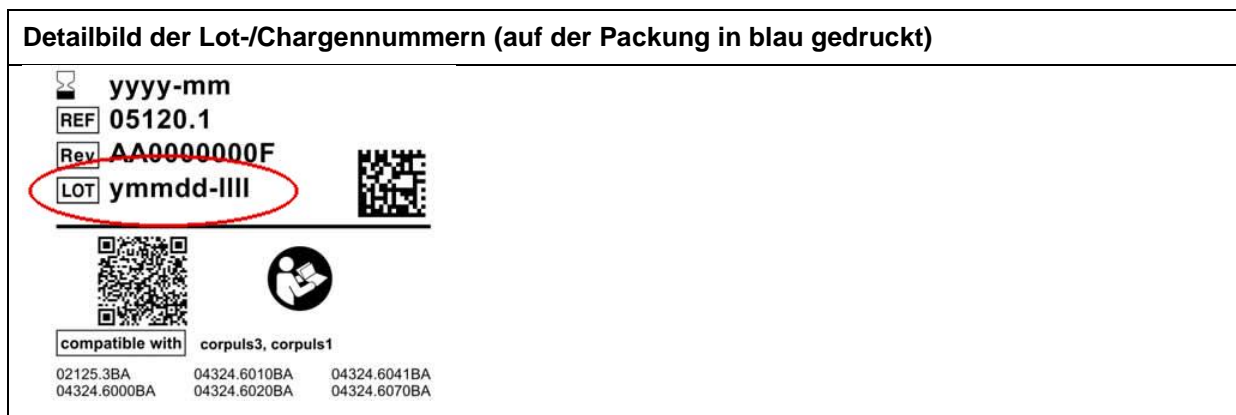 Detailbild der Lot-/Chargennummern (auf der Packung in blau gedruckt)
yyyy-mm
REF 05120.1
Rev AA0000000F
LOT ymmdd-llll
compatible with corpuls3, corpuls1
02125.3BA 04324.6010BA 04324.6041BA
04324.6000BA 04324.6020BA 04324.6070BA